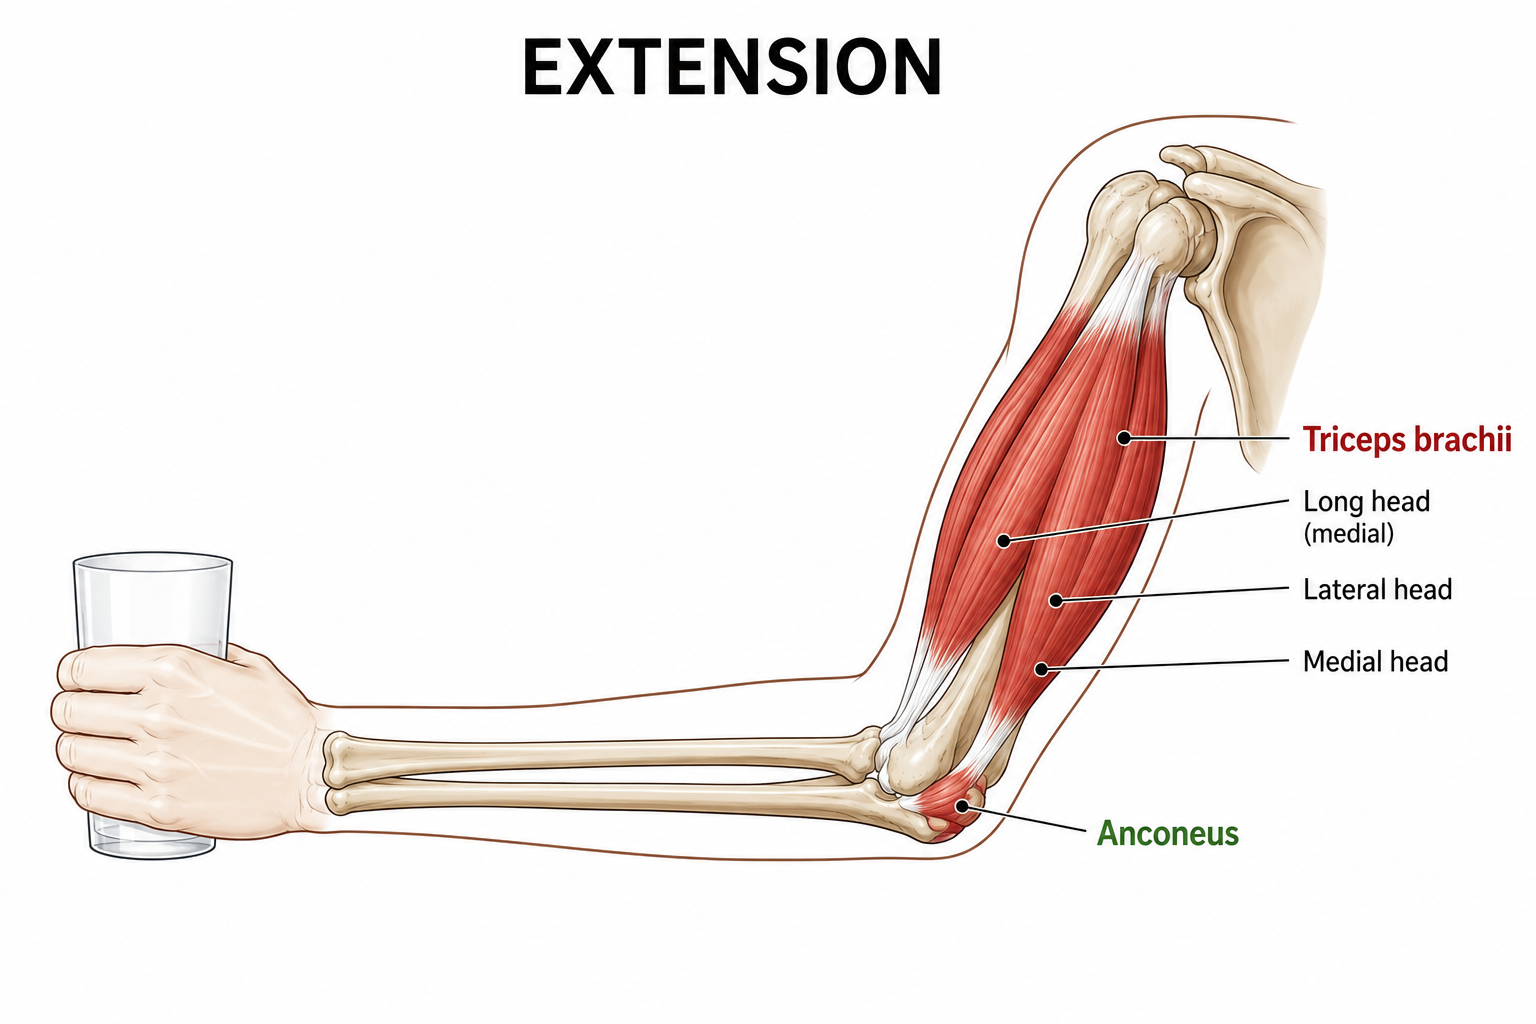 EXTENSION
Triceps brachii
Long head
(medial)
Lateral head
Medial head
Anconeus